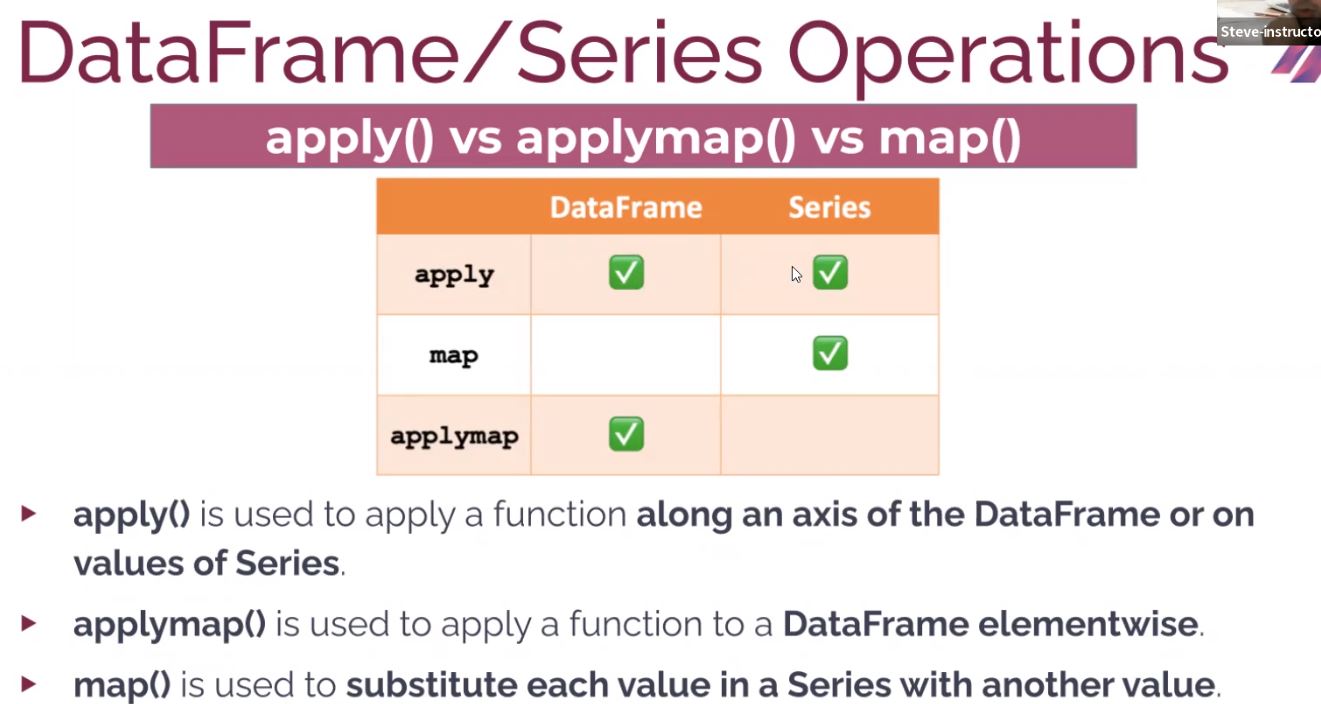 DataFrame/Series Operations
Steve-instructo
apply() vs applymap() vs map()
DataFrame Series
apply
map
applymap
apply() is used to apply a function along an axis of the DataFrame or on
values of Series.
applymap() is used to apply a function to a DataFrame elementwise.
map() is used to substitute each value in a Series with another value.